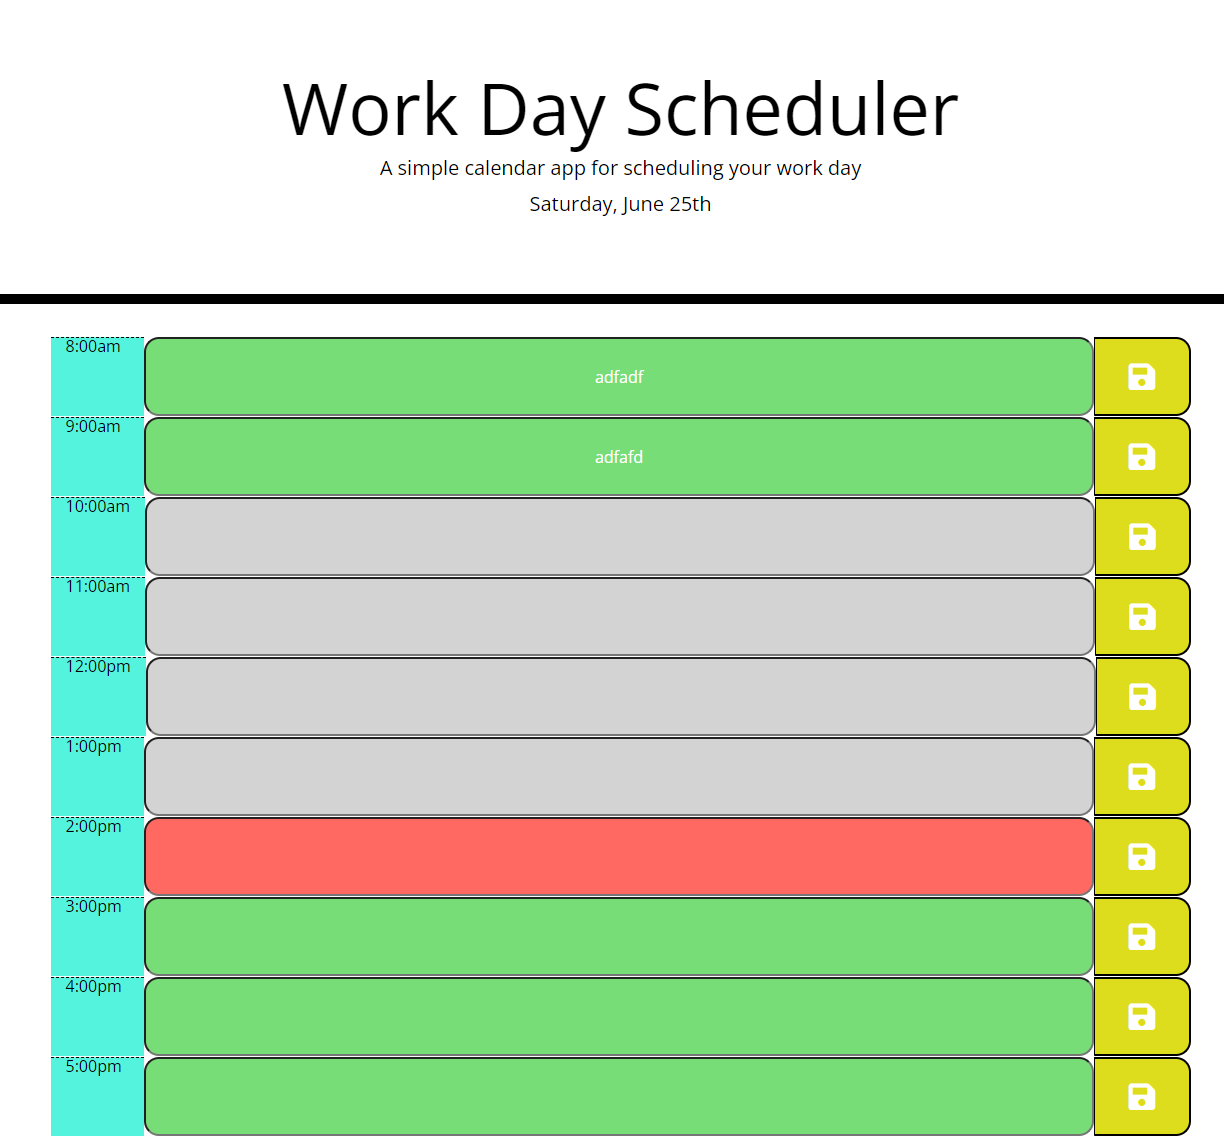 Work Day Scheduler
A simple calendar app for scheduling your work day
Saturday, June 25th
8:00am
adfadf
9:00am
adfafd
10:00am
11:00am
12:00pm
1:00pm
2:00pm
3:00pm
4:00pm
5:00pm